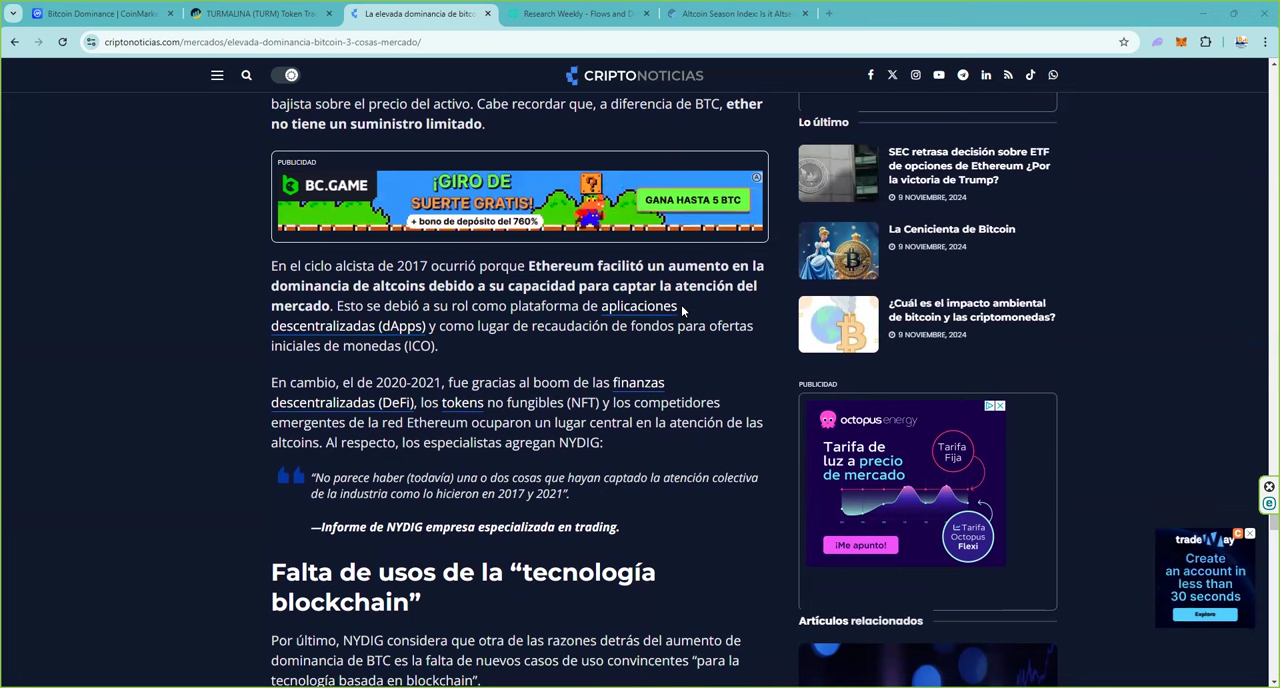 Bitcoin Dominance | CoinMarke
TURMALINA (TURM) Token Tra
La elevada dominancia de bitco
Research Weekly - Flows and D
Altcoin Season Index: Is it Altse
criptonoticias.com/mercados/elevada-dominancia-bitcoin-3-cosas-mercado/
CRIPTONOTICIAS
bajista sobre el precio del activo. Cabe recordar que, a diferencia de BTC, ether
no tiene un suministro limitado.
PUBLICIDAD
BC.GAME
¡GIRO DE
SUERTE GRATIS!
+ bono de depósito del 760%
GANA HASTA 5 BTC
En el ciclo alcista de 2017 ocurrió porque Ethereum facilitó un aumento en la
dominancia de altcoins debido a su capacidad para captar la atención del
mercado. Esto se debió a su rol como plataforma de aplicaciones
descentralizadas (dApps) y como lugar de recaudación de fondos para ofertas
iniciales de monedas (ICO).
En cambio, el de 2020-2021, fue gracias al boom de las finanzas
descentralizadas (DeFi), los tokens no fungibles (NFT) y los competidores
emergentes de la red Ethereum ocuparon un lugar central en la atención de las
altcoins. Al respecto, los especialistas agregan NYDIG:
“No parece haber (todavía) una o dos cosas que hayan captado la atención colectiva
de la industria como lo hicieron en 2017 y 2021”.
—Informe de NYDIG empresa especializada en trading.
Falta de usos de la “tecnología
blockchain”
Por último, NYDIG considera que otra de las razones detrás del aumento de
dominancia de BTC es la falta de nuevos casos de uso convincentes “para la
tecnología basada en blockchain”.
Lo último
SEC retrasa decisión sobre ETF
de opciones de Ethereum ¿Por
la victoria de Trump?
9 NOVIEMBRE, 2024
La Cenicienta de Bitcoin
9 NOVIEMBRE, 2024
¿Cuál es el impacto ambiental
de bitcoin y las criptomonedas?
9 NOVIEMBRE, 2024
PUBLICIDAD
octopus energy
Tarifa de
luz a precio
de mercado
Tarifa
Fija
Tarifa
Octopus
Flexi
¡Me apunto!
Artículos relacionados
tradeWay
Create
an account in
less than
30 seconds
Explore